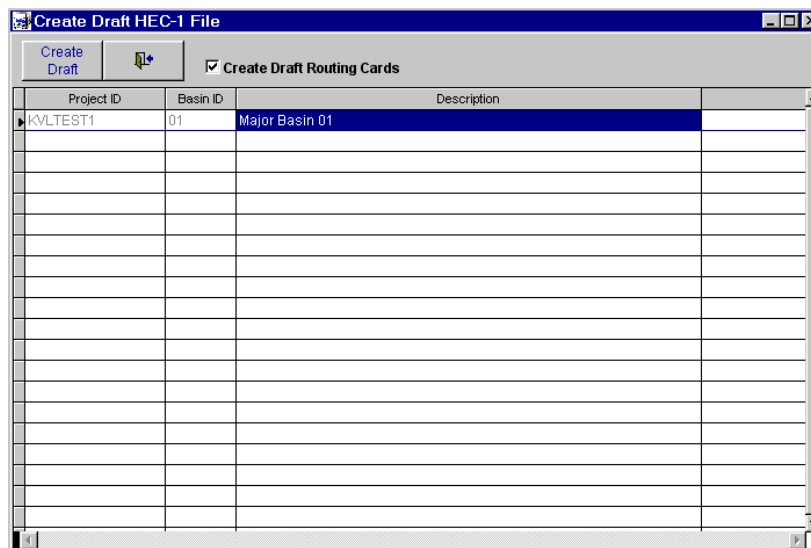 Create Draft HEC-1 File
Create
Draft
Create Draft Routing Cards
Project ID Basin ID Description
KVLTEST1 01 Major Basin 01